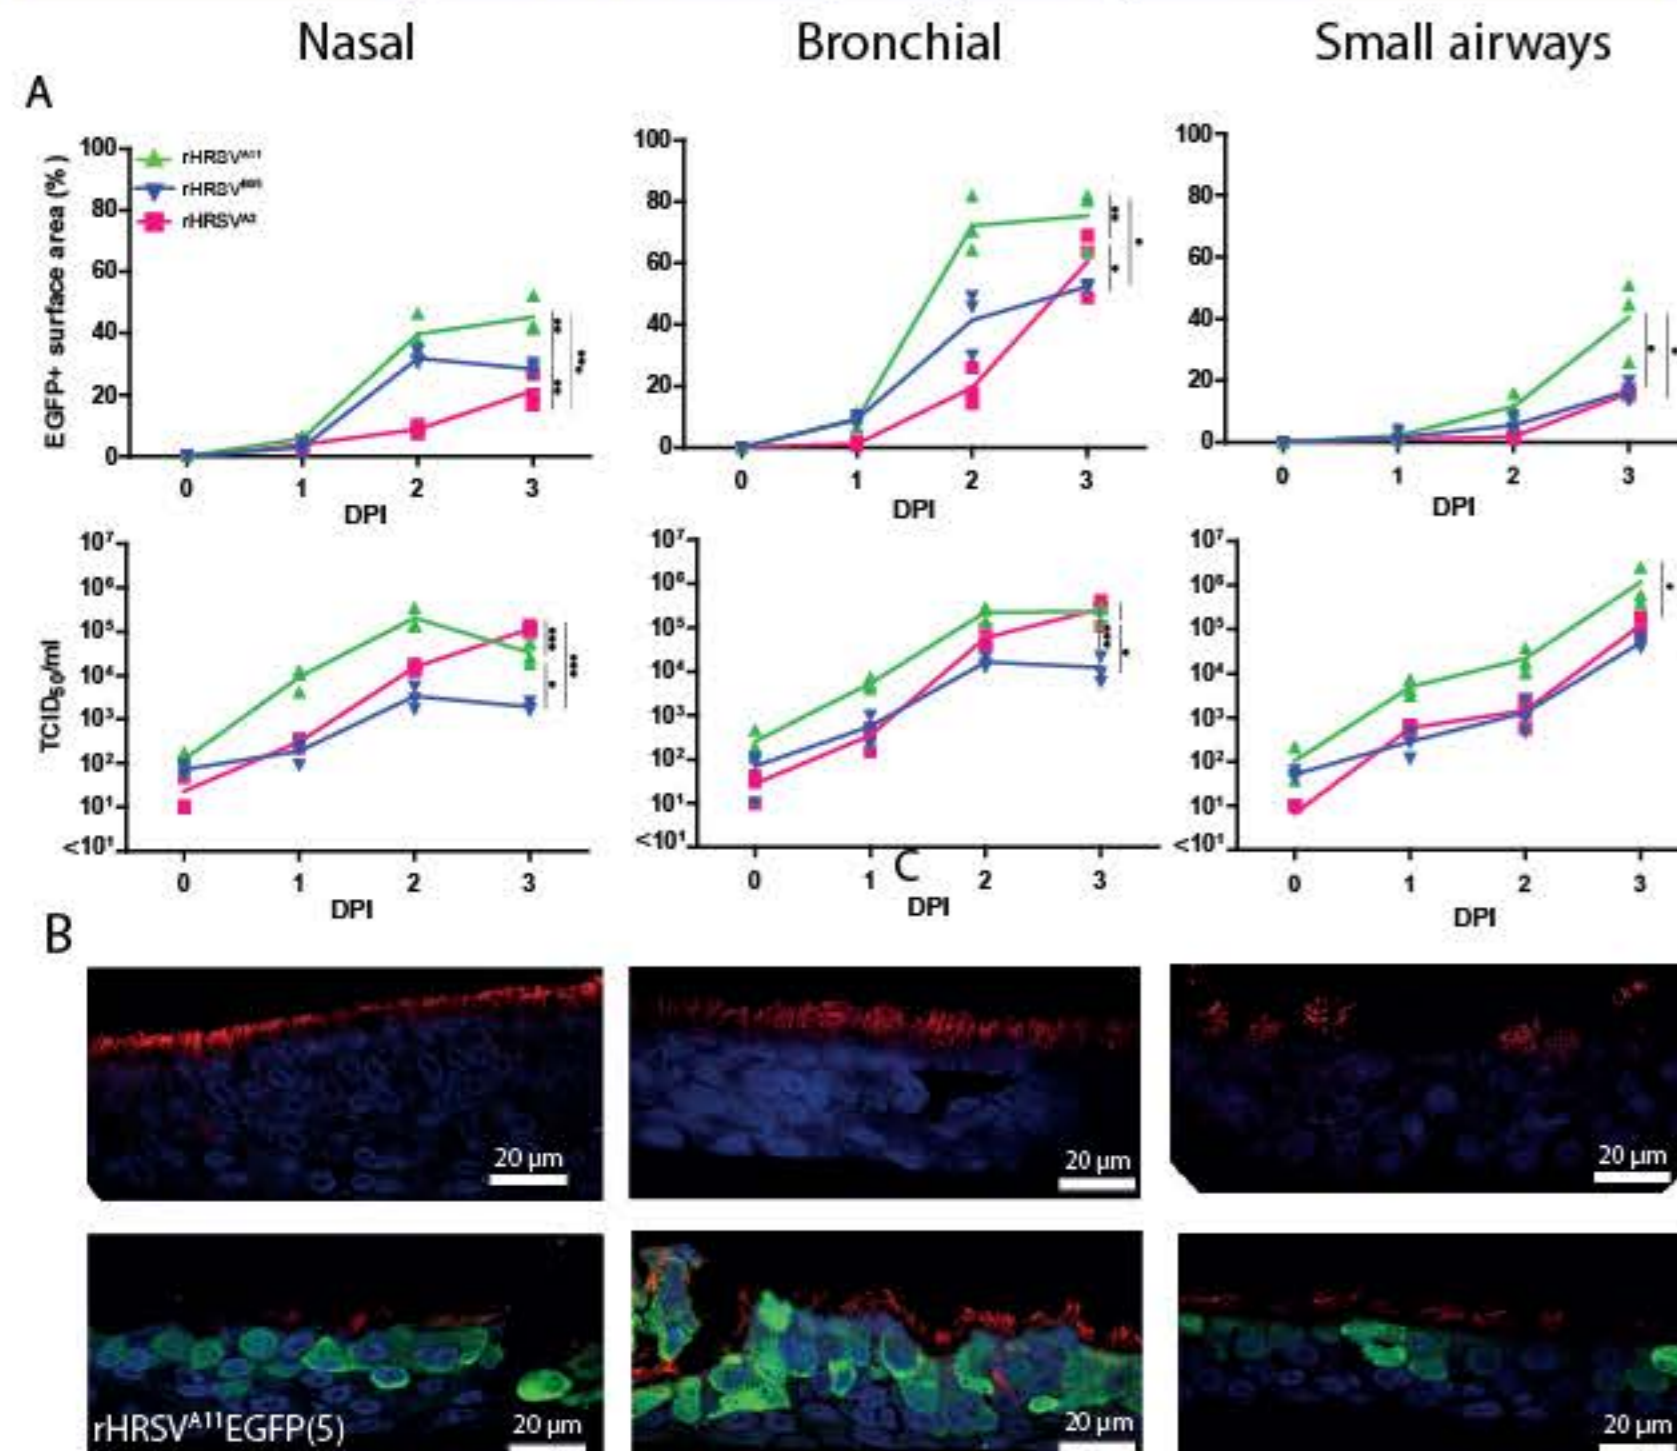 Nasal
Bronchial
Small airways
A
EGFP+ surface area (%)
100
80
60
40
20
0
rHRSVᴬ¹¹
rHRSVᴮ⁰⁵
rHRSVᴬ²
0 1 2 3
DPI
100
80
60
40
20
0
** * *
0 1 2 3
DPI
100
80
60
40
20
0
* *
0 1 2 3
DPI
TCID₅₀/ml
10⁷
10⁶
10⁵
10⁴
10³
10²
10¹
<10¹
*** * ***
0 1 2 3
DPI
10⁷
10⁶
10⁵
10⁴
10³
10²
10¹
<10¹
0 1 2 3
C
DPI
10⁷
10⁶
10⁵
10⁴
10³
10²
10¹
<10¹
*
0 1 2 3
DPI
B
20 µm
20 µm
20 µm
rHRSVᴬ¹¹EGFP(5)
20 µm
20 µm
20 µm